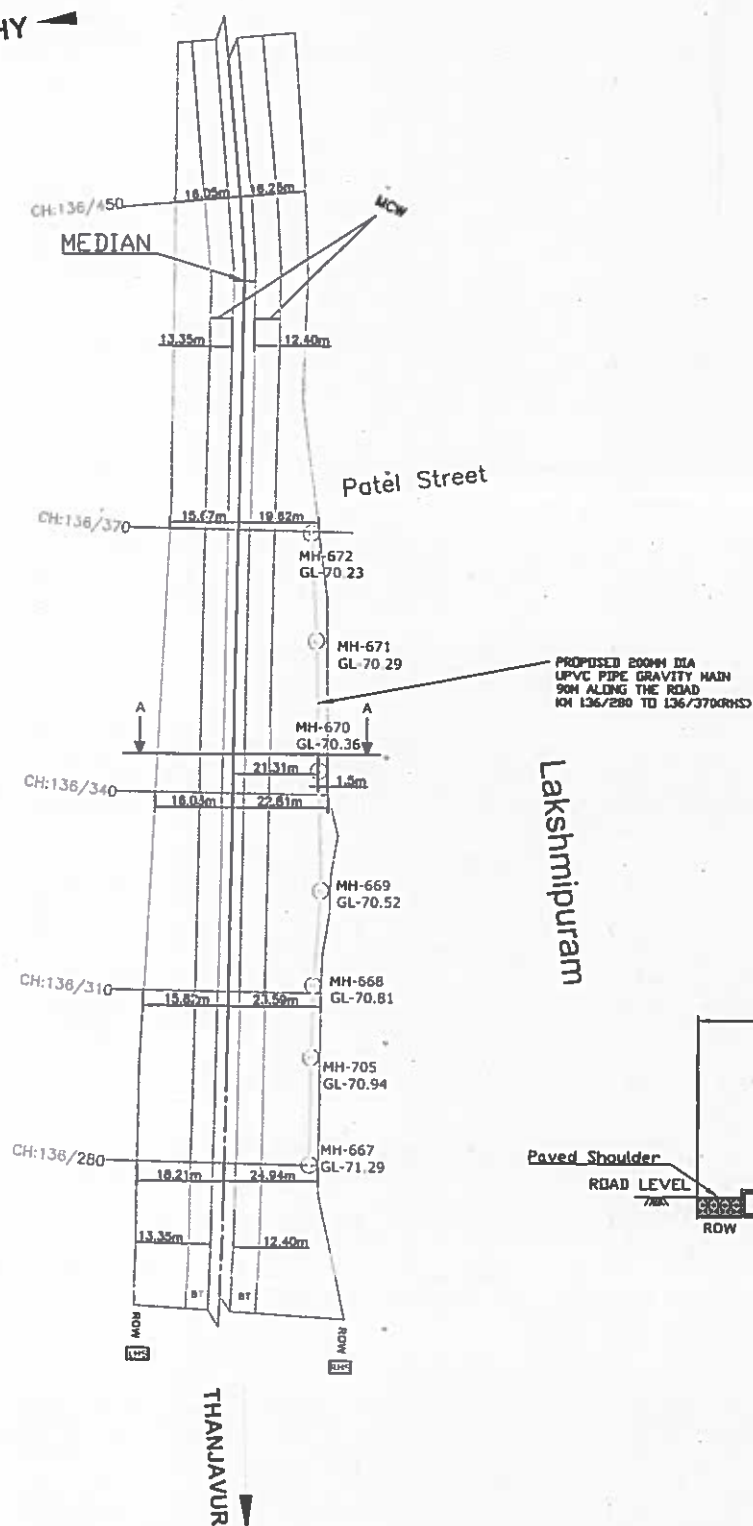 HY
CH:136/450
16.05m
16.25m
MCW
MEDIAN
13.35m
12.40m
Patel Street
CH:136/370
15.67m
19.82m
MH-672
GL-70.23
MH-671
GL-70.29
PROPOSED 200MM DIA
UPVC PIPE GRAVITY MAIN
90M ALONG THE ROAD
KM 136/280 TO 136/370(RHS)
A
A
MH-670
GL-70.36
21.31m
1.5m
CH:136/340
16.03m
22.81m
Lakshmipuram
MH-669
GL-70.52
CH:136/310
15.82m
23.59m
MH-668
GL-70.81
MH-705
GL-70.94
CH:136/280
MH-667
GL-71.29
16.21m
24.94m
Paved Shoulder
ROAD LEVEL
ROW
13.35m
12.40m
BT
BT
ROW
LHS
ROW
RHS
THANJAVUR